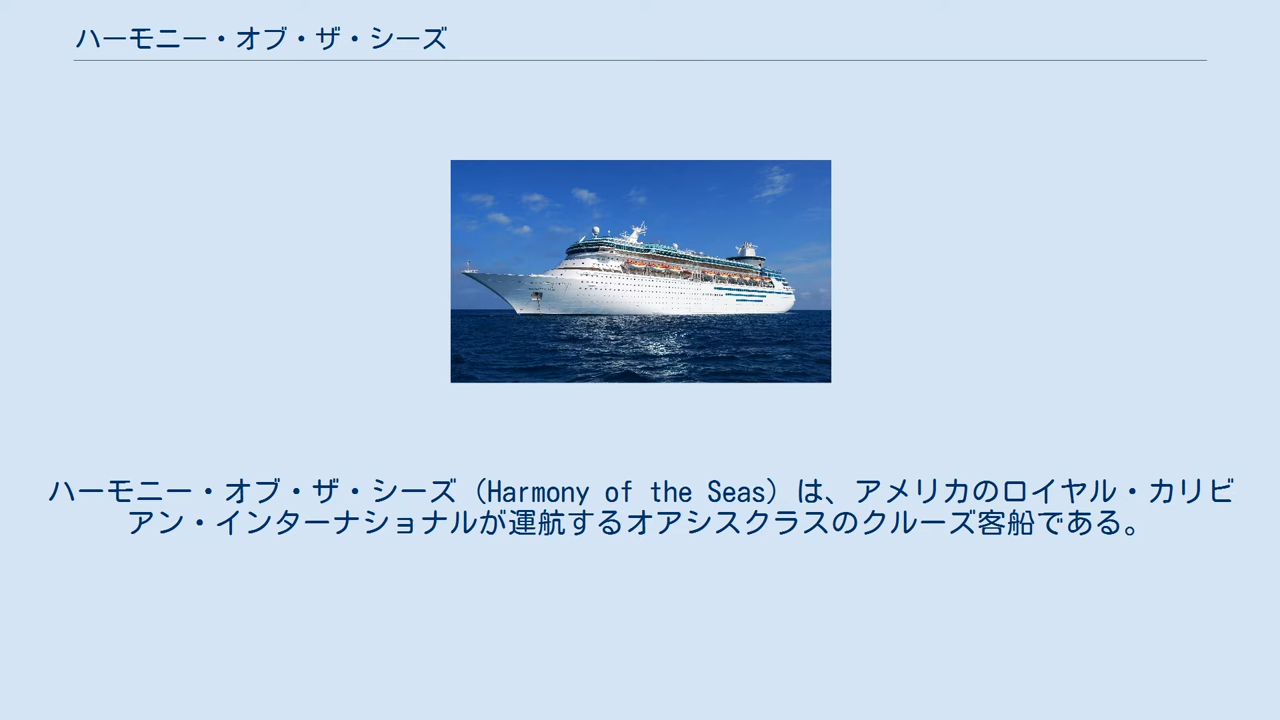 ハーモニー・オブ・ザ・シーズ
ハーモニー・オブ・ザ・シーズ（Harmony of the Seas）は、アメリカのロイヤル・カリビ
アン・インターナショナルが運航するオアシスクラスのクルーズ客船である。